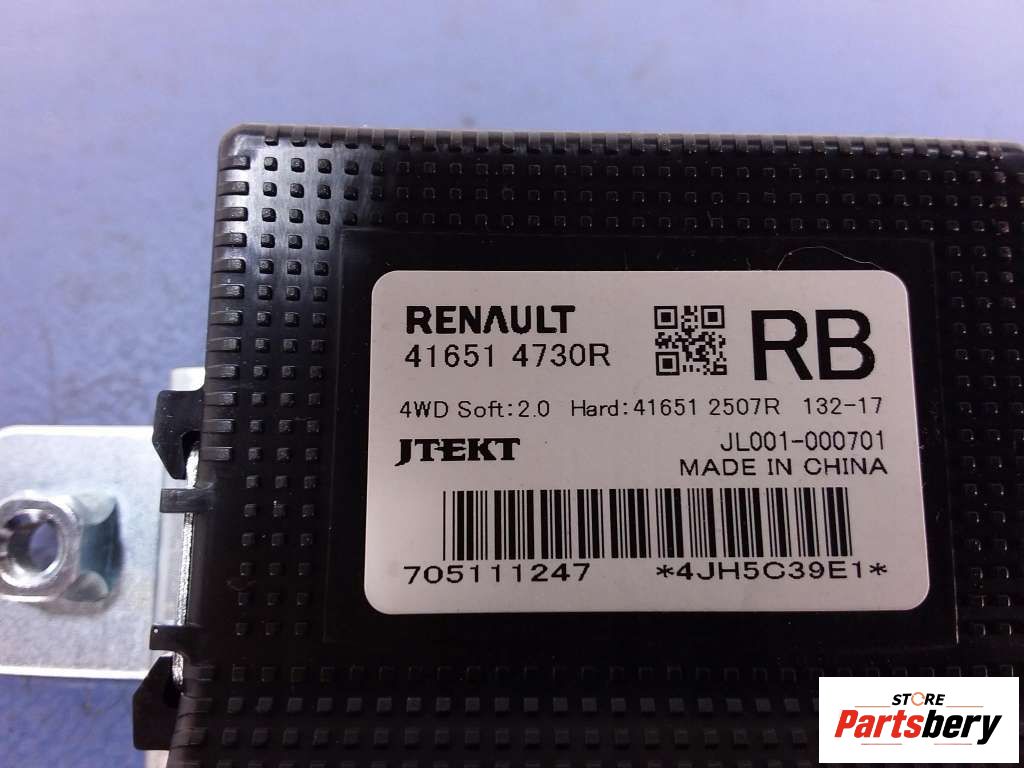 RENAULT
41651 4730R
RB
4WD Soft:2.0 Hard:41651 2507R 132-17
JTEKT
JL001-000701
MADE IN CHINA
705111247 *4JH5C39E1*
STORE
Partsbery